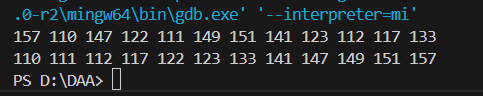 .0-r2\mingw64\bin\gdb.exe' '--interpreter=mi'
157 110 147 122 111 149 151 141 123 112 117 133
110 111 112 117 122 123 133 141 147 149 151 157
PS D:\DAA>